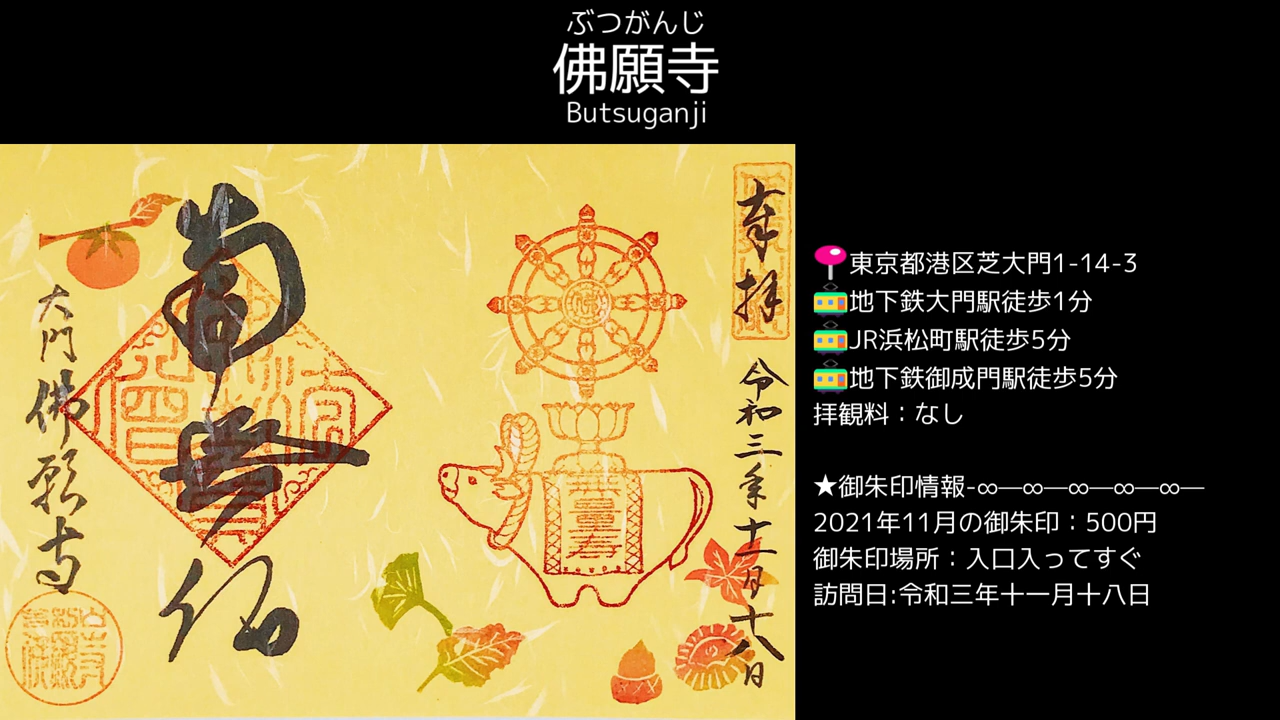 ぶつがんじ
佛願寺
Butsuganji
奉拝
令和三年十一月十八日
南無佛
大門佛願寺
東京都港区芝大門1-14-3
地下鉄大門駅徒歩1分
JR浜松町駅徒歩5分
地下鉄御成門駅徒歩5分
拝観料：なし
★御朱印情報-∞—∞—∞—∞—∞—
2021年11月の御朱印：500円
御朱印場所：入口入ってすぐ
訪問日:令和三年十一月十八日